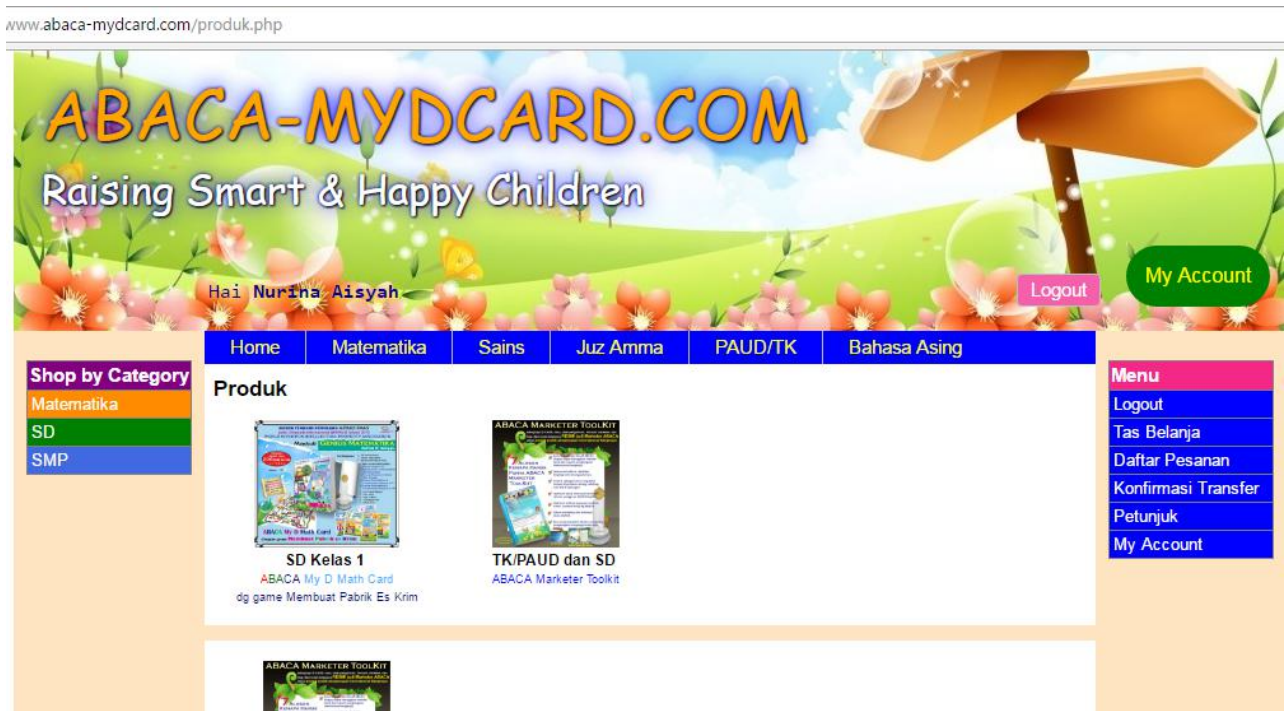 www.abaca-mydcard.com/produk.php
ABACA-MYDCARD.COM
Raising Smart & Happy Children
Hai Nurina Aisyah
Logout
My Account
Home Matematika Sains Juz Amma PAUD/TK Bahasa Asing
Shop by Category
Matematika
SD
SMP
Produk
ABACA MARKETER TOOLKIT
SD Kelas 1
ABACA My D Math Card
dg game Membuat Pabrik Es Krim
TK/PAUD dan SD
ABACA Marketer Toolkit
Menu
Logout
Tas Belanja
Daftar Pesanan
Konfirmasi Transfer
Petunjuk
My Account
ABACA MARKETER TOOLKIT